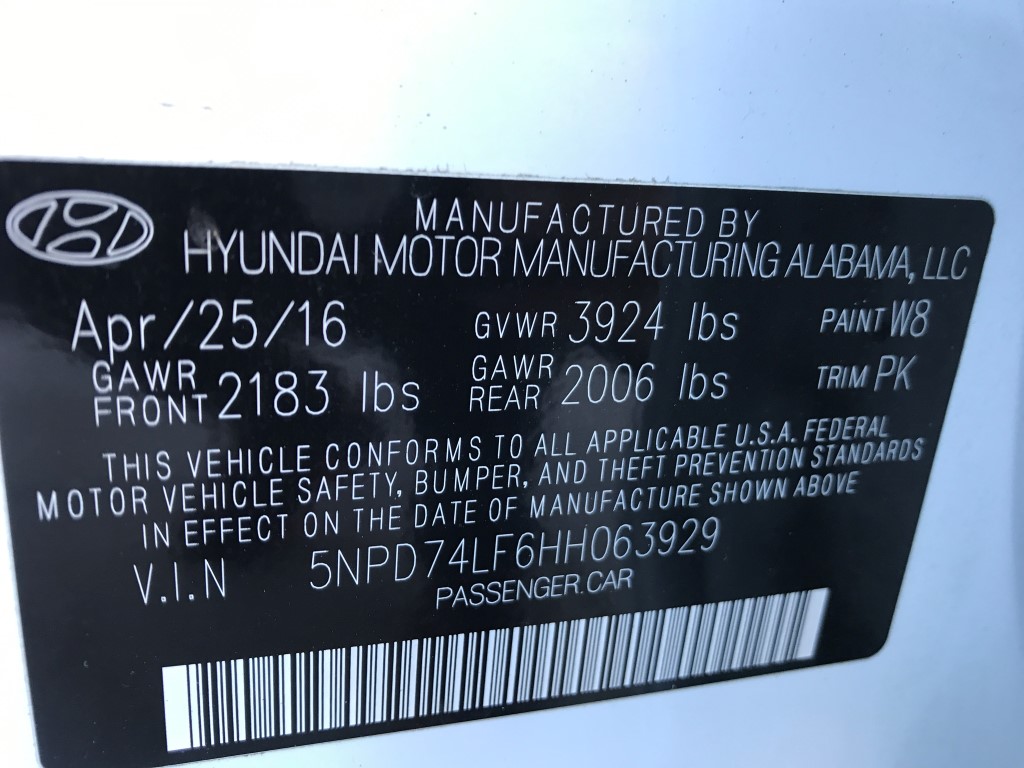 MANUFACTURED BY
HYUNDAI MOTOR MANUFACTURING ALABAMA, LLC
Apr/25/16 GVWR 3924 lbs PAINT W8
GAWR FRONT 2183 lbs GAWR REAR 2006 lbs TRIM PK
THIS VEHICLE CONFORMS TO ALL APPLICABLE U.S.A. FEDERAL
MOTOR VEHICLE SAFETY, BUMPER, AND THEFT PREVENTION STANDARDS
IN EFFECT ON THE DATE OF MANUFACTURE SHOWN ABOVE
V.I.N 5NPD74LF6HH063929
PASSENGER.CAR